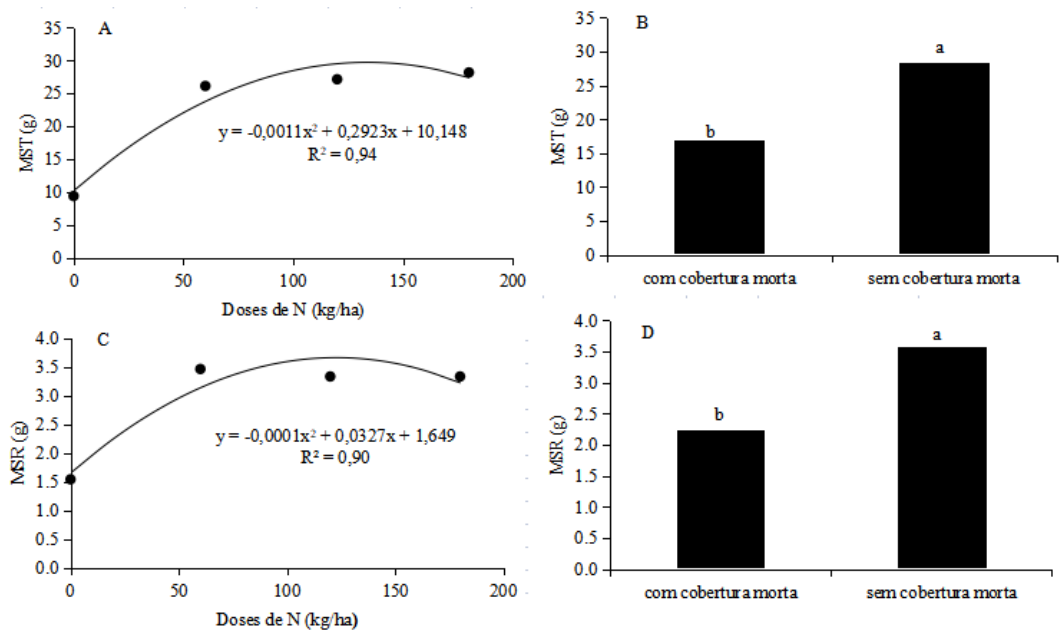 A
35
30
25
20
15
10
5
0
MST (g)
y = -0,0011x² + 0,2923x + 10,148
R² = 0,94
0 50 100 150 200
Doses de N (kg/ha)
B
35
30
25
20
15
10
5
0
MST (g)
b
a
com cobertura morta sem cobertura morta
C
4.0
3.5
3.0
2.5
2.0
1.5
1.0
0.5
0.0
MSR (g)
y = -0,0001x² + 0,0327x + 1,649
R² = 0,90
0 50 100 150 200
Doses de N (kg/ha)
D
4.0
3.5
3.0
2.5
2.0
1.5
1.0
0.5
0.0
MSR (g)
b
a
com cobertura morta sem cobertura morta